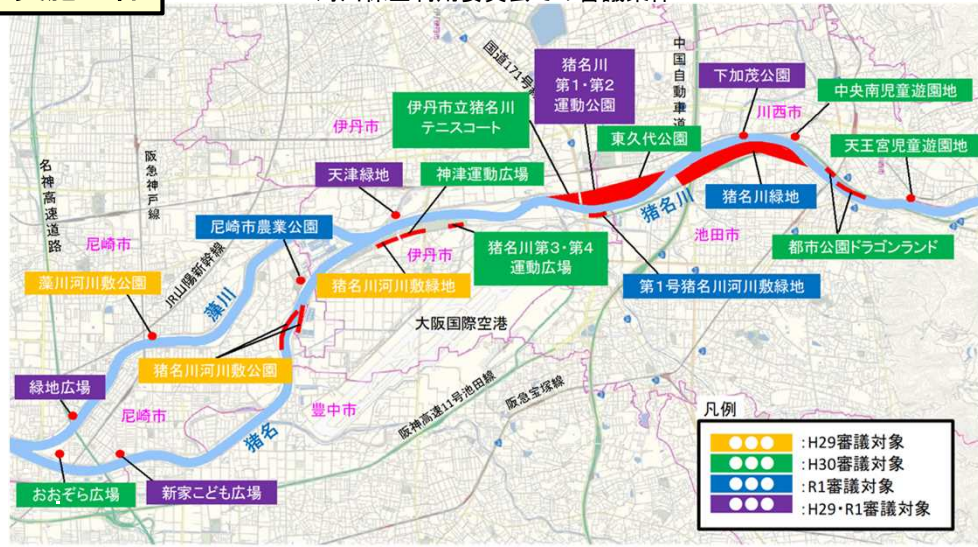 国道171号
中国自動車道
猪名川
第1・第2
運動公園
下加茂公園
中央南児童遊園地
川西市
伊丹市立猪名川
テニスコート
伊丹市
東久代公園
天王宮児童遊園地
名神高速道路
阪急神戸線
天津緑地
神津運動広場
猪名川緑地
猪名川
尼崎市
尼崎市農業公園
伊丹市
池田市
猪名川第3・第4
運動広場
都市公園ドラゴンランド
藻川河川敷公園
JR山陽新幹線
藻川
猪名川河川敷緑地
第1号猪名川河川敷緑地
大阪国際空港
猪名川河川敷公園
緑地広場
尼崎市
豊中市
猪名
阪神高速11号池田線
阪急宝塚線
おおぞら広場
新家こども広場
凡例
●●● :H29審議対象
●●● :H30審議対象
●●● :R1審議対象
●●● :H29・R1審議対象